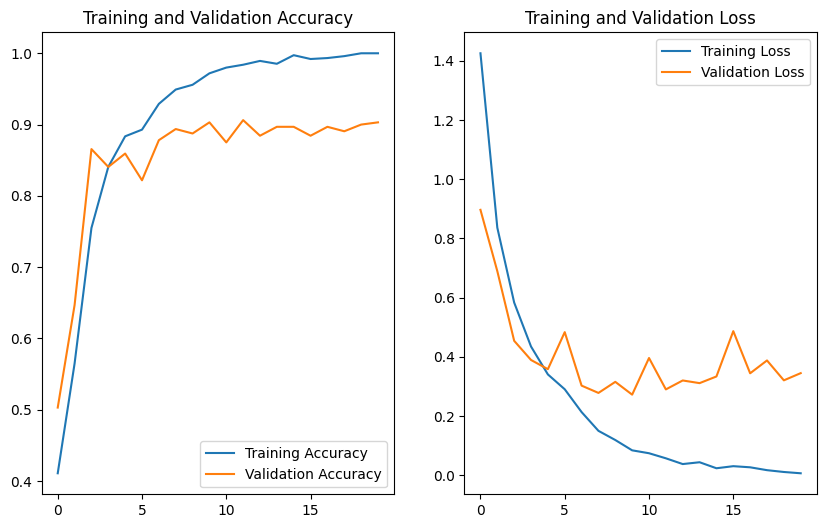 Training and Validation Accuracy
1.0
0.9
0.8
0.7
0.6
0.5
0.4
0 5 10 15
Training Accuracy
Validation Accuracy
Training and Validation Loss
1.4
1.2
1.0
0.8
0.6
0.4
0.2
0.0
0 5 10 15
Training Loss
Validation Loss